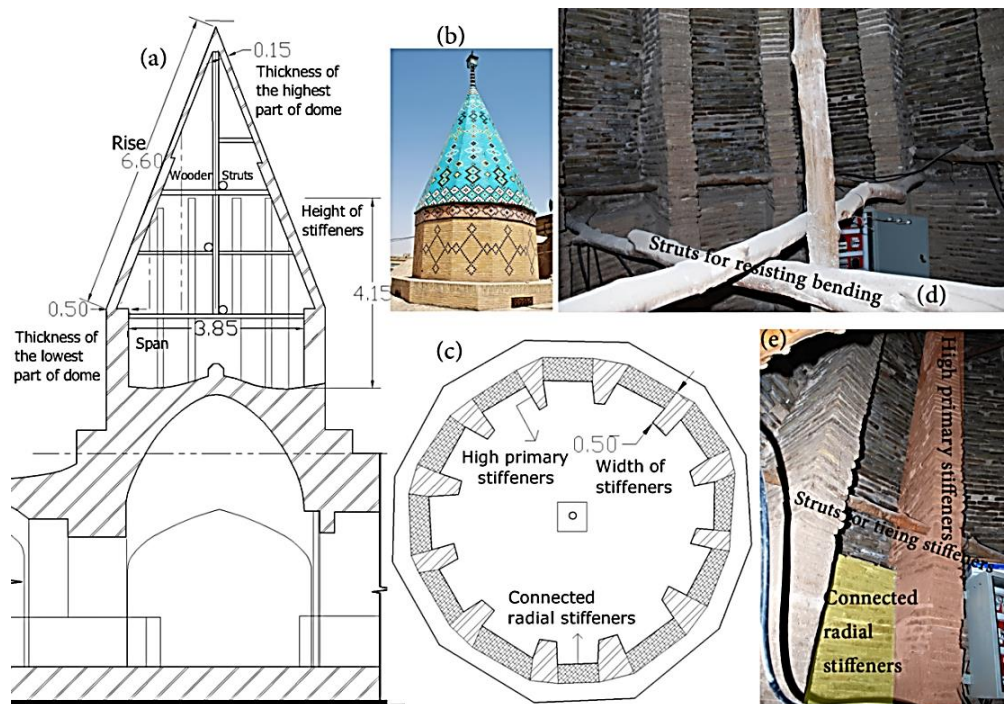 (a)
0.15
Thickness of
the highest
part of dome
Rise
6.60
Wooder Struts
Height of
stiffeners
4.15
0.50
3.85
Span
Thickness of
the lowest
part of dome
(b)
(c)
0.50
High primary
stiffeners
Width of
stiffeners
Connected
radial stiffeners
Struts for resisting bending
(d)
(e)
High primary stiffeners
Struts for tieing stiffeners
Connected
radial
stiffeners